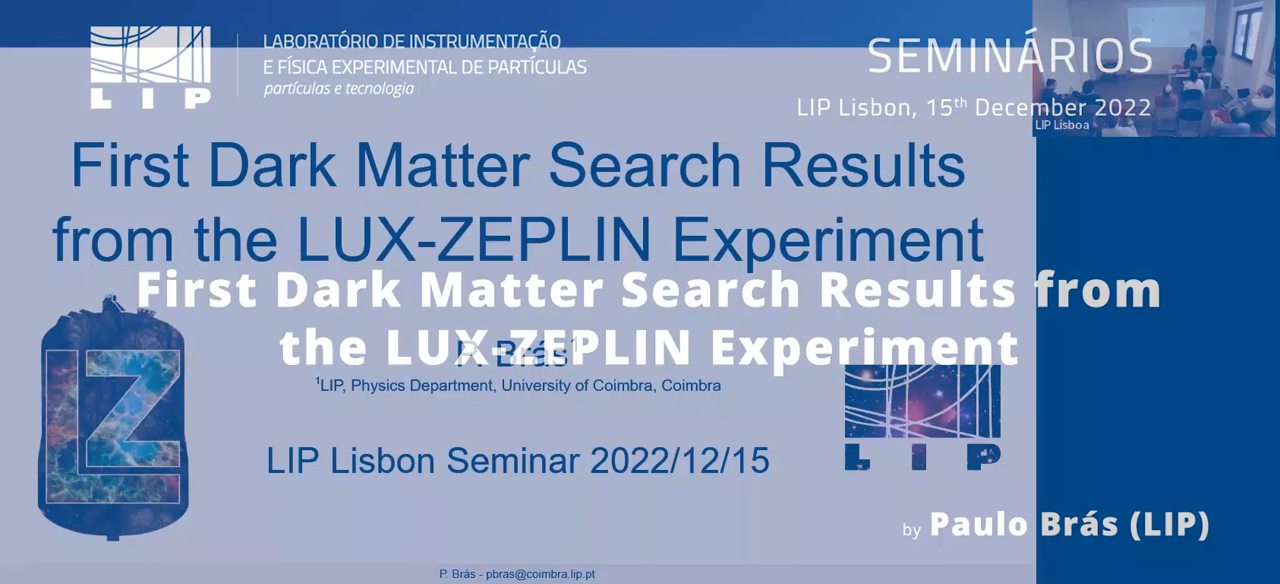 LABORATÓRIO DE INSTRUMENTAÇÃO
E FÍSICA EXPERIMENTAL DE PARTÍCULAS
partículas e tecnologia
LIP
SEMINÁRIOS
LIP Lisbon, 15th December 2022
LIP Lisboa
First Dark Matter Search Results
from the LUX-ZEPLIN Experiment
First Dark Matter Search Results from
the LUX-ZEPLIN Experiment
P. Brás¹
¹LIP, Physics Department, University of Coimbra, Coimbra
LZ
LIP
LIP Lisbon Seminar 2022/12/15
by Paulo Brás (LIP)
P. Brás - pbras@coimbra.lip.pt